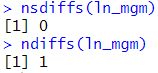 > nsdiffs(ln_mgm)
[1] 0
> ndiffs(ln_mgm)
[1] 1